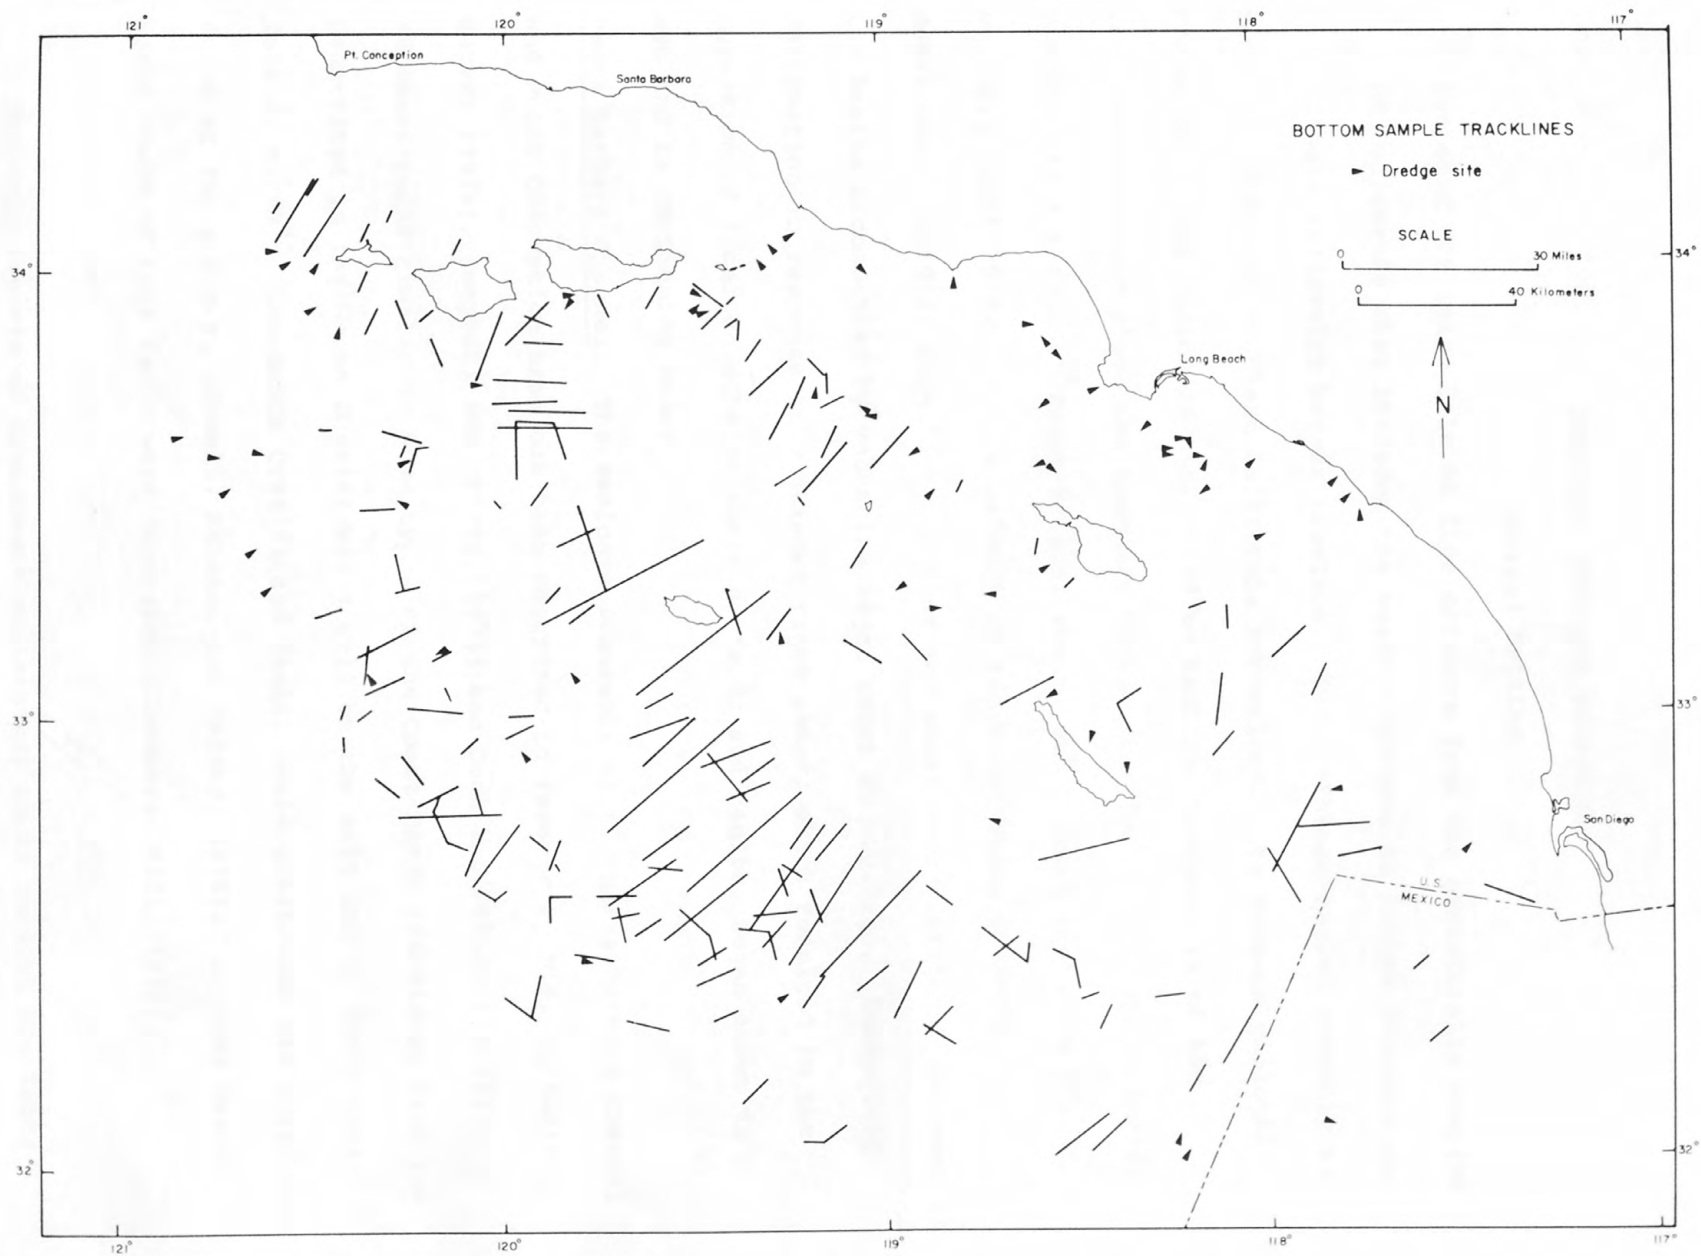 121° 120° 119° 118° 117°
Pt. Conception
Santa Barbara
BOTTOM SAMPLE TRACKLINES
Dredge site
SCALE
0 30 Miles
0 40 Kilometers
34° 34°
Long Beach
N
33° 33°
San Diego
U.S.
MEXICO
32° 32°
121° 120° 119° 118° 117°